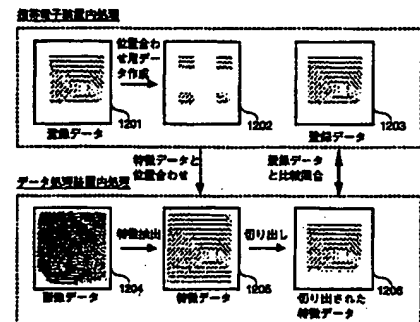 携帯電子装置内処理
位置合わ
せ用デー
タ作成
1201
1202
1203
登録データ
登録データ
特徴データと
位置合わせ
登録データ
と比較照合
データ処理装置内処理
特徴抽出
切り出し
1204
1205
1206
画像データ
特徴データ
切り出された
特徴データ